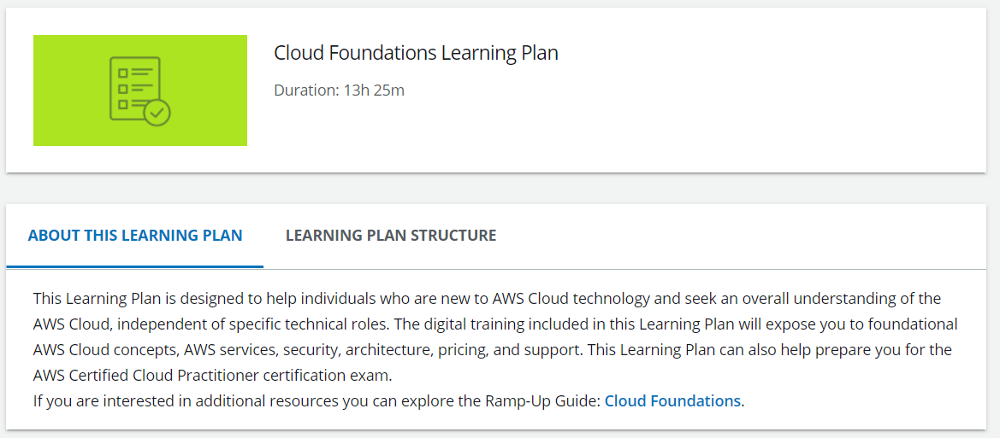 Cloud Foundations Learning Plan
Duration: 13h 25m
ABOUT THIS LEARNING PLAN
LEARNING PLAN STRUCTURE
This Learning Plan is designed to help individuals who are new to AWS Cloud technology and seek an overall understanding of the
AWS Cloud, independent of specific technical roles. The digital training included in this Learning Plan will expose you to foundational
AWS Cloud concepts, AWS services, security, architecture, pricing, and support. This Learning Plan can also help prepare you for the
AWS Certified Cloud Practitioner certification exam.
If you are interested in additional resources you can explore the Ramp-Up Guide: Cloud Foundations.